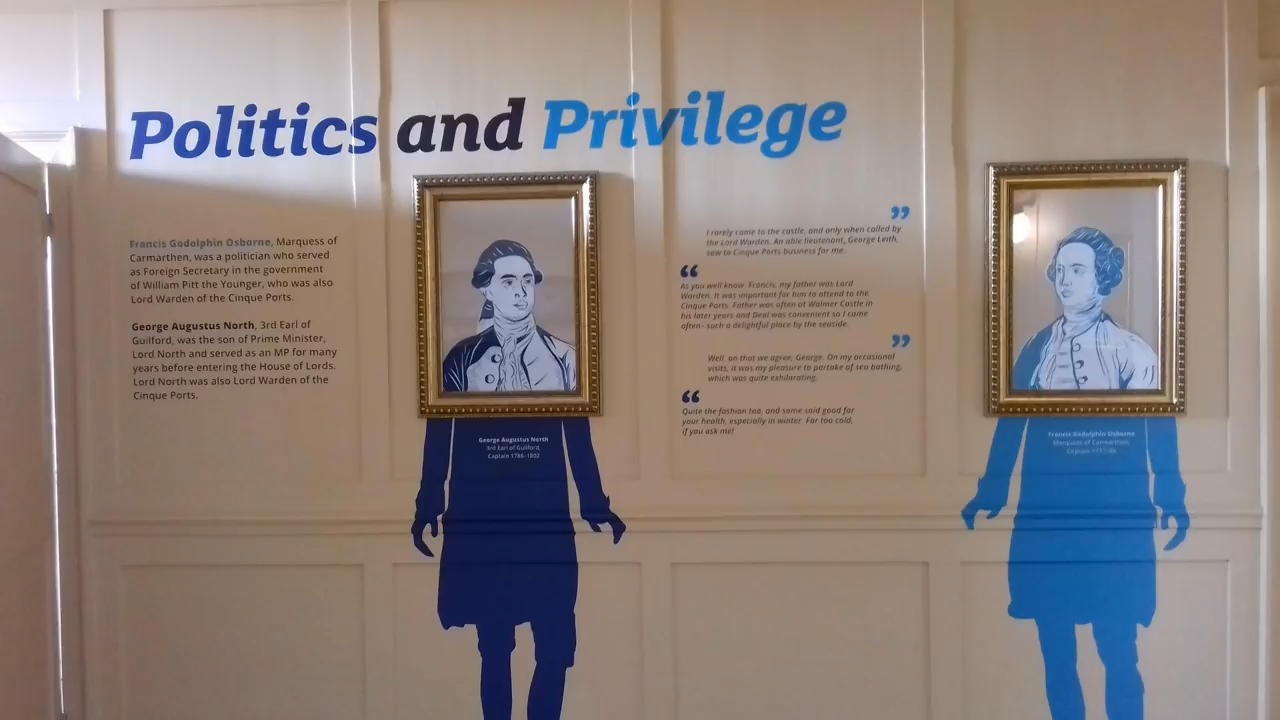 Politics and Privilege
Francis Godolphin Osborne, Marquess of
Carmarthen, was a politician who served
as Foreign Secretary in the government
of William Pitt the Younger, who was also
Lord Warden of the Cinque Ports.
George Augustus North, 3rd Earl of
Guilford, was the son of Prime Minister,
Lord North and served as an MP for many
years before entering the House of Lords.
Lord North was also Lord Warden of the
Cinque Ports.
George Augustus North
3rd Earl of Guilford,
Captain 1786-1802
”
I rarely came to the castle, and only when called by
the Lord Warden. An able lieutenant, George Leith,
saw to Cinque Ports business for me.
“
As you well know Francis, my father was Lord
Warden. It was important for him to attend to the
Cinque Ports. Father was often at Walmer Castle in
his later years and Deal was convenient so I came
often- such a delightful place by the seaside.
”
Well, on that we agree, George. On my occasional
visits, it was my pleasure to partake of sea bathing,
which was quite exhilarating.
“
Quite the fashion too, and some said good for
your health, especially in winter. Far too cold,
if you ask me!
Francis Godolphin Osborne
Marquess of Carmarthen,
Captain